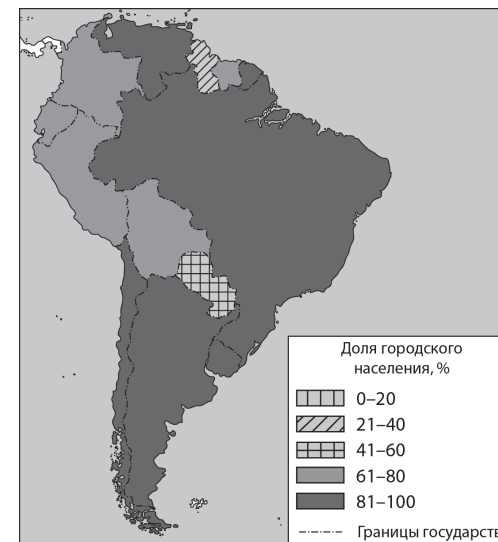 Доля городского
населения, %
0–20
21–40
41–60
61–80
81–100
Границы государств